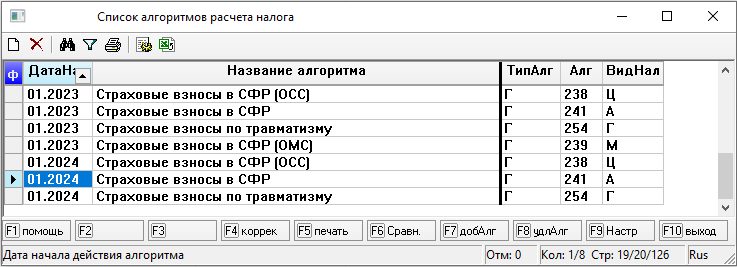 Список алгоритмов расчета налога
ф ДатаНа Название алгоритма ТипАлг Алг ВидНал
01.2023 Страховые взносы в СФР (ОСС) Г 238 Ц
01.2023 Страховые взносы в СФР Г 241 А
01.2023 Страховые взносы по травматизму Г 254 Г
01.2023 Страховые взносы в СФР (ОМС) Г 239 М
01.2024 Страховые взносы в СФР (ОСС) Г 238 Ц
01.2024 Страховые взносы в СФР Г 241 А
01.2024 Страховые взносы по травматизму Г 254 Г
F1 помощь F2 F3 F4 коррек F5 печать F6 Сравн. F7 добАлг F8 удлАлг F9 Настр F10 выход
Дата начала действия алгоритма Отм: 0 Кол: 1/8 Стр: 19/20/126 Rus